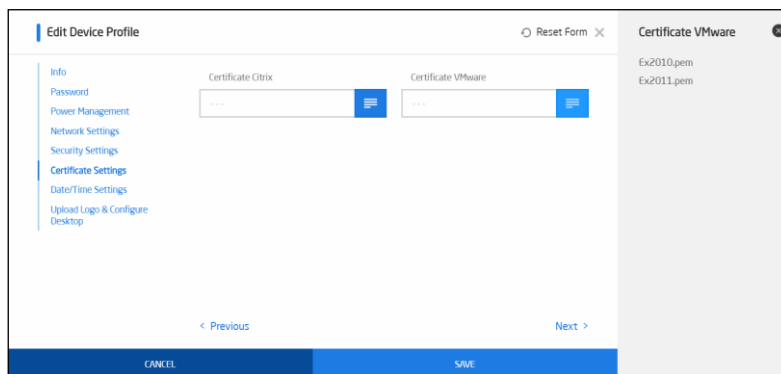 Edit Device Profile
Reset Form
Info
Password
Power Management
Network Settings
Security Settings
Certificate Settings
Date/Time Settings
Upload Logo & Configure
Desktop
Certificate Citrix
Certificate VMware
---
---
< Previous
Next >
CANCEL
SAVE
Certificate VMware
Ex2010.pem
Ex2011.pem